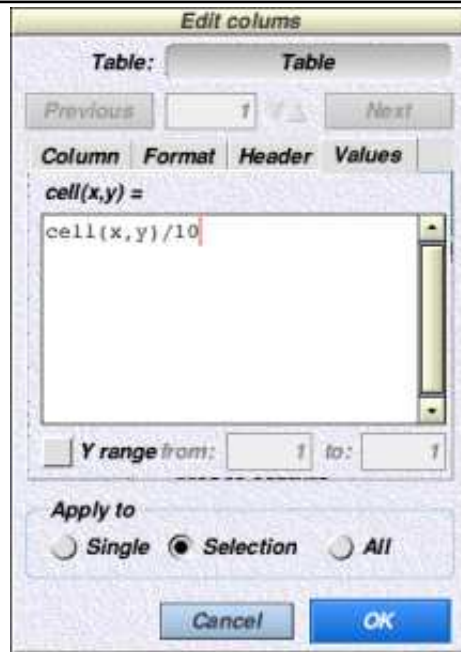 Edit colums
Table: Table
Previous 1 Next
Column Format Header Values
cell(x,y) =
cell(x,y)/10
Y range from: 1 to: 1
Apply to
Single Selection All
Cancel OK